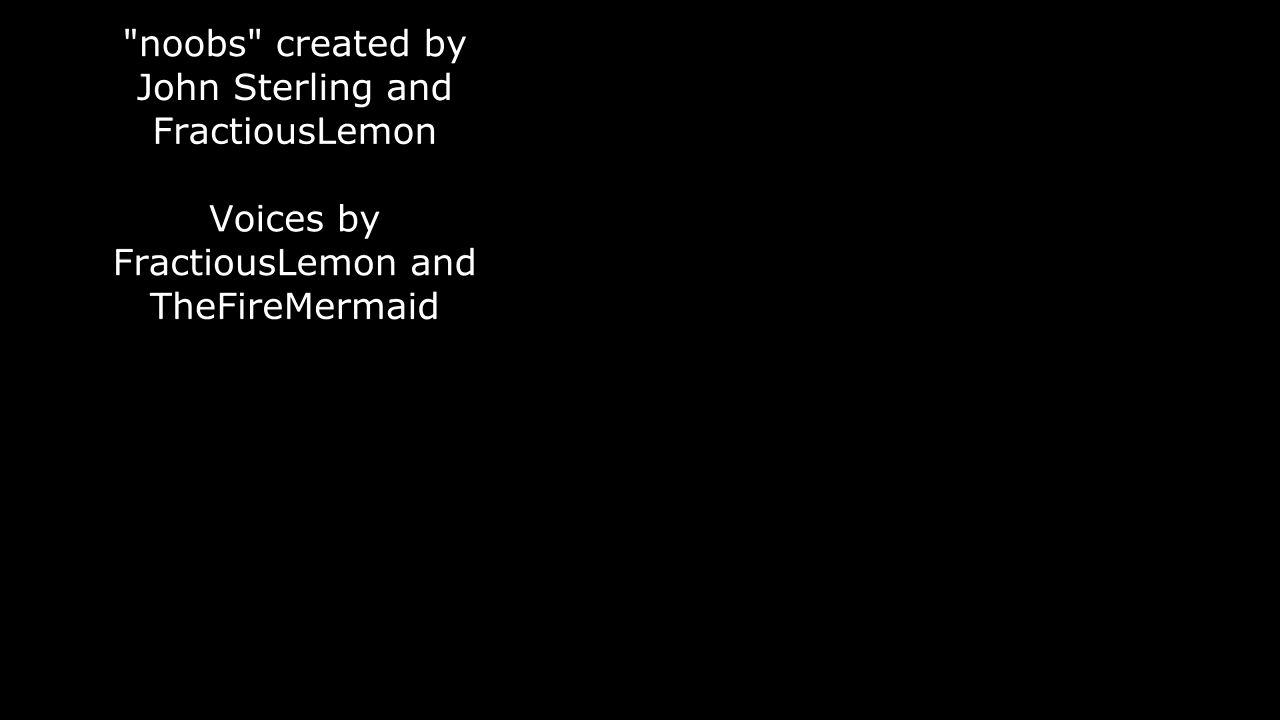 "noobs" created by
John Sterling and
FractiousLemon
Voices by
FractiousLemon and
TheFireMermaid